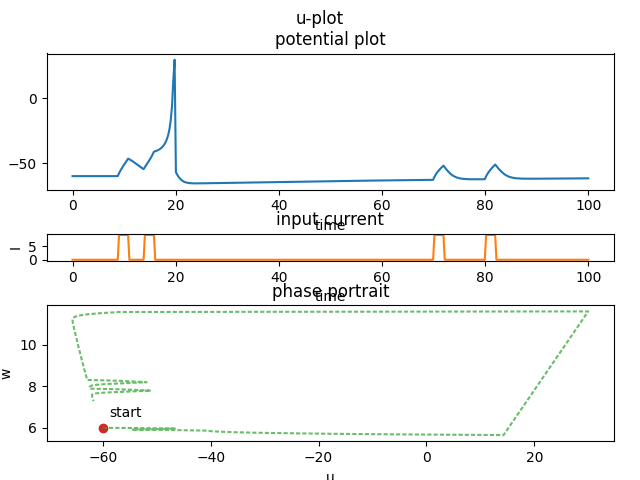 u-plot
potential plot
0
−50
0 20 40 60 80 100
time
input current
I
5
0
0 20 40 60 80 100
time
phase portrait
w
10
8
6
start
−60 −40 −20 0 20
u